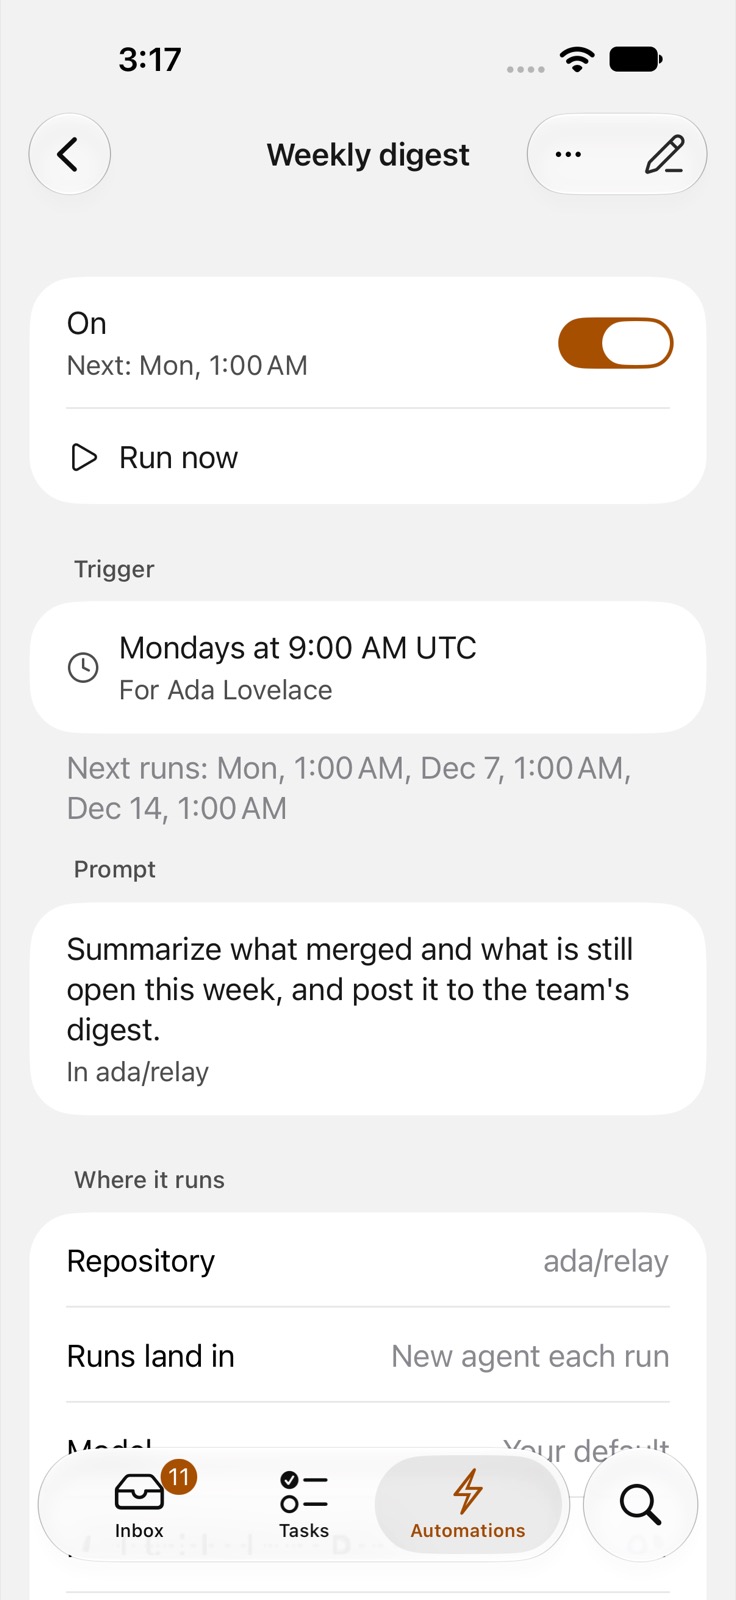 3:17
Weekly digest
On
Next: Mon, 1:00 AM
Run now
Trigger
Mondays at 9:00 AM UTC
For Ada Lovelace
Next runs: Mon, 1:00 AM, Dec 7, 1:00 AM,
Dec 14, 1:00 AM
Prompt
Summarize what merged and what is still
open this week, and post it to the team's
digest.
In ada/relay
Where it runs
Repository ada/relay
Runs land in New agent each run
Model Your default
11
Inbox Tasks Automations